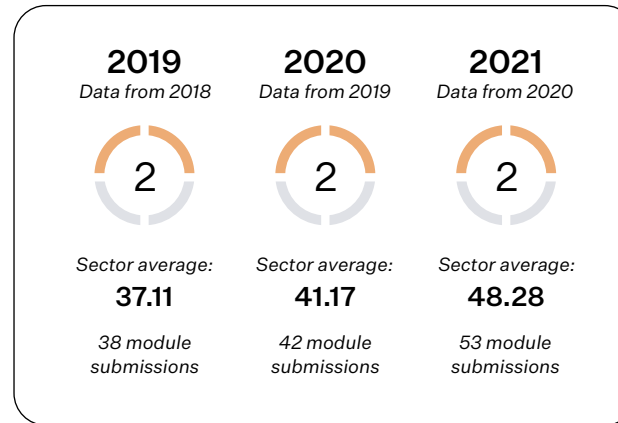 2019
Data from 2018
2
Sector average:
37.11
38 module
submissions
2020
Data from 2019
2
Sector average:
41.17
42 module
submissions
2021
Data from 2020
2
Sector average:
48.28
53 module
submissions